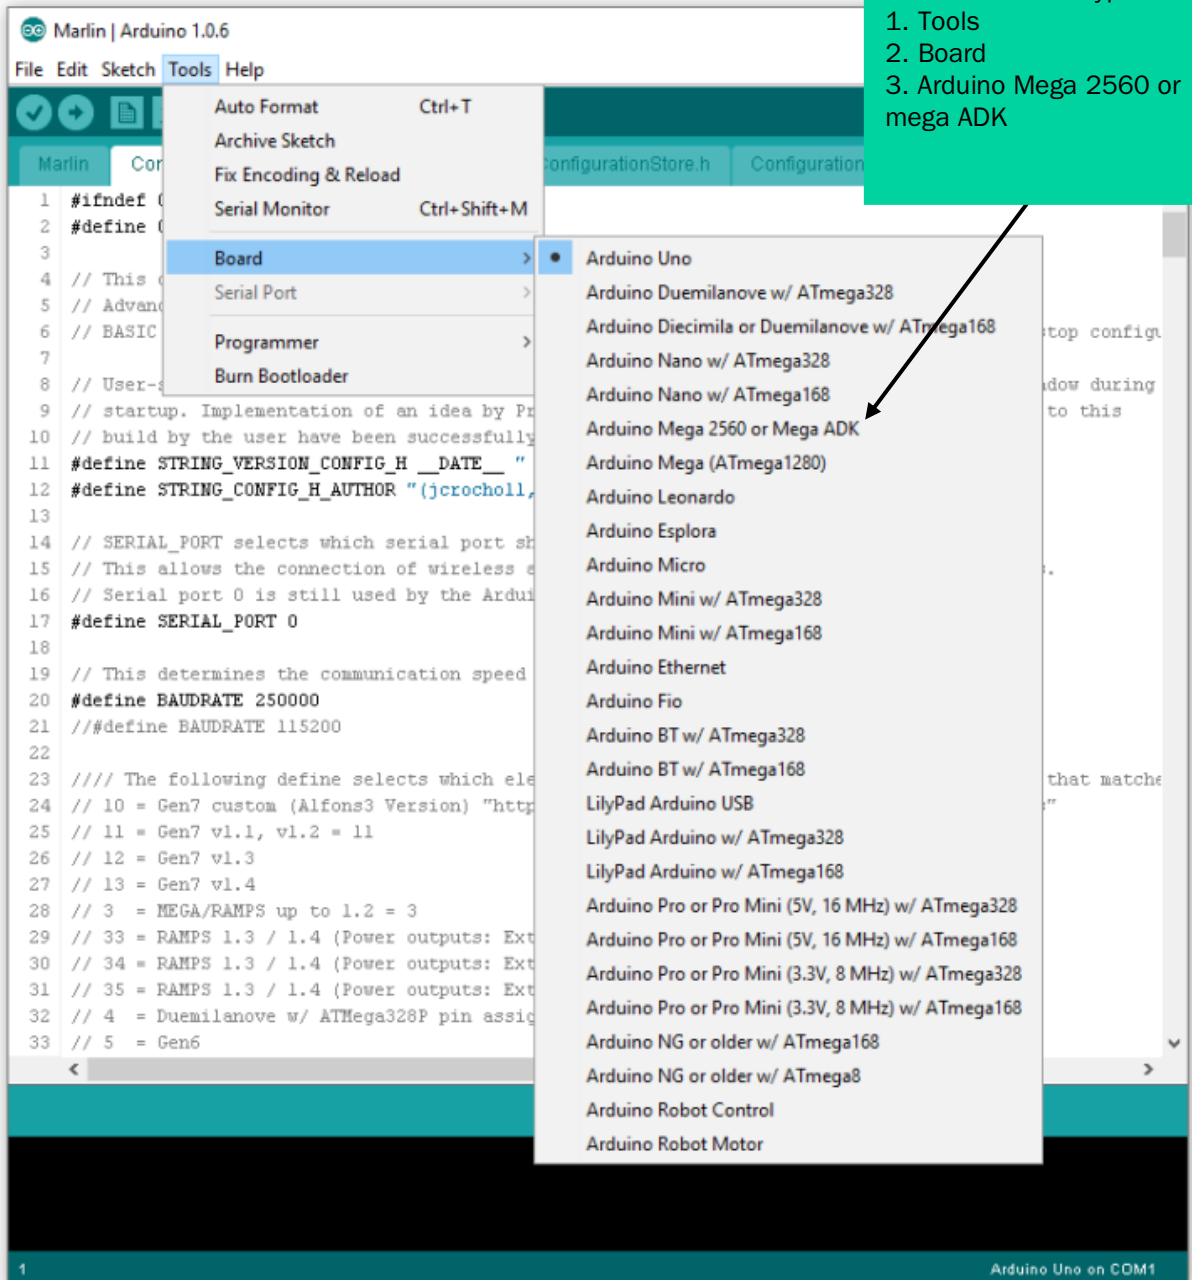 Marlin | Arduino 1.0.6
1. Tools
2. Board
3. Arduino Mega 2560 or
mega ADK
File Edit Sketch Tools Help
Auto Format Ctrl+T
Archive Sketch
Fix Encoding & Reload
Serial Monitor Ctrl+Shift+M
Board
Serial Port
Programmer
Burn Bootloader
Marlin Con onfigurationStore.h Configuration
Arduino Uno
Arduino Duemilanove w/ ATmega328
Arduino Diecimila or Duemilanove w/ ATmega168
Arduino Nano w/ ATmega328
Arduino Nano w/ ATmega168
Arduino Mega 2560 or Mega ADK
Arduino Mega (ATmega1280)
Arduino Leonardo
Arduino Esplora
Arduino Micro
Arduino Mini w/ ATmega328
Arduino Mini w/ ATmega168
Arduino Ethernet
Arduino Fio
Arduino BT w/ ATmega328
Arduino BT w/ ATmega168
LilyPad Arduino USB
LilyPad Arduino w/ ATmega328
LilyPad Arduino w/ ATmega168
Arduino Pro or Pro Mini (5V, 16 MHz) w/ ATmega328
Arduino Pro or Pro Mini (5V, 16 MHz) w/ ATmega168
Arduino Pro or Pro Mini (3.3V, 8 MHz) w/ ATmega328
Arduino Pro or Pro Mini (3.3V, 8 MHz) w/ ATmega168
Arduino NG or older w/ ATmega168
Arduino NG or older w/ ATmega8
Arduino Robot Control
Arduino Robot Motor
1 #ifndef
2 #define
3
4 // This
5 // Advan
6 // BASIC top configu
7
8 // User-s dow during
9 // startup. Implementation of an idea by Pr to this
10 // build by the user have been successfully
11 #define STRING_VERSION_CONFIG_H __DATE__ "
12 #define STRING_CONFIG_H_AUTHOR "(jcrocholl,
13
14 // SERIAL_PORT selects which serial port sh
15 // This allows the connection of wireless
16 // Serial port 0 is still used by the Ardui
17 #define SERIAL_PORT 0
18
19 // This determines the communication speed
20 #define BAUDRATE 250000
21 //#define BAUDRATE 115200
22
23 //// The following define selects which ele that matche
24 // 10 = Gen7 custom (Alfons3 Version) "http "
25 // 11 = Gen7 v1.1, v1.2 = 11
26 // 12 = Gen7 v1.3
27 // 13 = Gen7 v1.4
28 // 3 = MEGA/RAMPS up to 1.2 = 3
29 // 33 = RAMPS 1.3 / 1.4 (Power outputs: Ext
30 // 34 = RAMPS 1.3 / 1.4 (Power outputs: Ext
31 // 35 = RAMPS 1.3 / 1.4 (Power outputs: Ext
32 // 4 = Duemilanove w/ ATMega328P pin assig
33 // 5 = Gen6
1 Arduino Uno on COM1